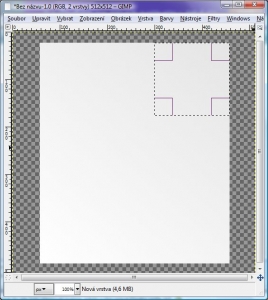 *Bez názvu-1.0 (RGB, 2 vrstvy) 512x512 – GIMP
Soubor Upravit Vybrat Zobrazení Obrázek Vrstva Barvy Nástroje Filtry Windows
px 100% Nová vrstva (4,6 MB)